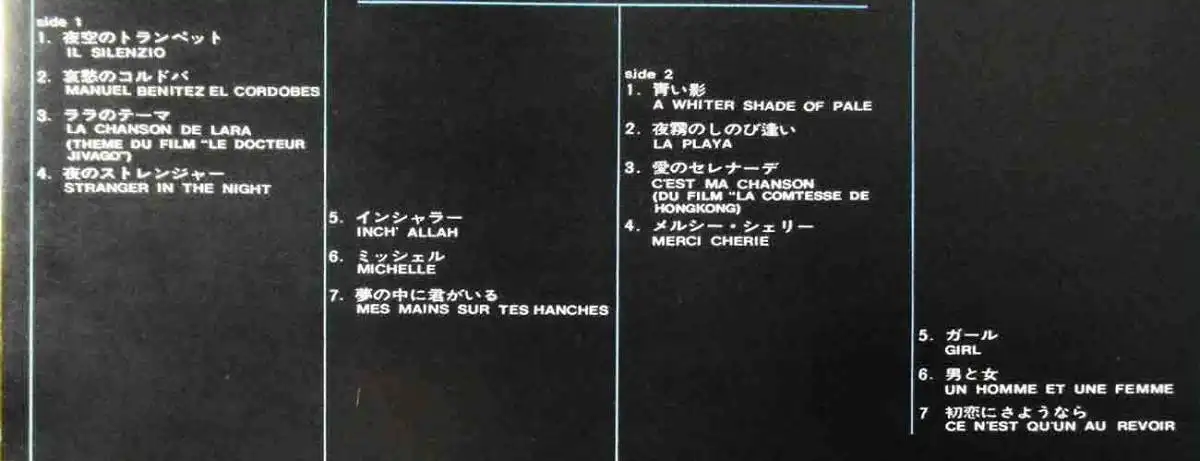 side 1
1. 夜空のトランペット
IL SILENZIO
2. 哀愁のコルドバ
MANUEL BENITEZ EL CORDOBES
3. ララのテーマ
LA CHANSON DE LARA
(THEME DU FILM "LE DOCTEUR
JIVAGO")
4. 夜のストレンジャー
STRANGER IN THE NIGHT
5. インシャラー
INCH' ALLAH
6. ミッシェル
MICHELLE
7. 夢の中に君がいる
MES MAINS SUR TES HANCHES
side 2
1. 青い影
A WHITER SHADE OF PALE
2. 夜霧のしのび逢い
LA PLAYA
3. 愛のセレナーデ
C'EST MA CHANSON
(DU FILM "LA COMTESSE DE
HONGKONG)
4. メルシー・シェリー
MERCI CHERIE
5. ガール
GIRL
6. 男と女
UN HOMME ET UNE FEMME
7 初恋にさようなら
CE N'EST QU'UN AU REVOIR